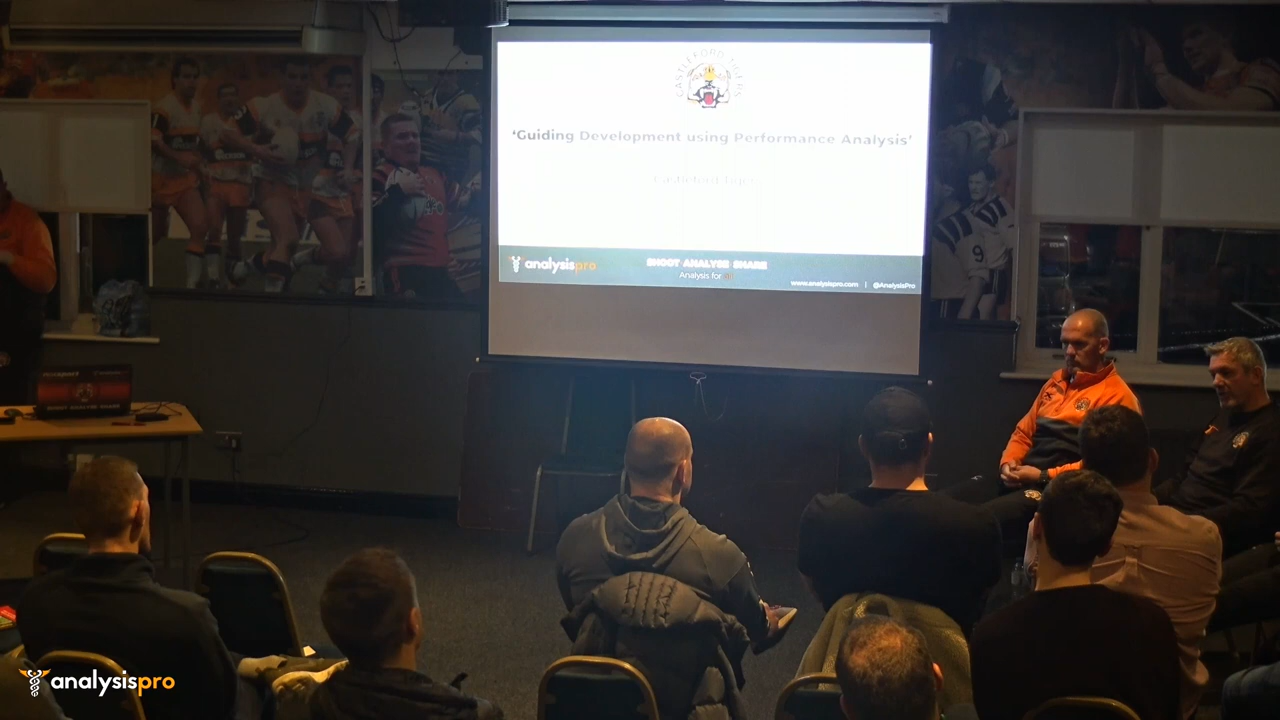 CASTLEFORD TIGERS
'Guiding Development using Performance Analysis'
Castleford Tigers
analysispro
SHOOT ANALYSE SHARE
Analysis for all
www.analysispro.com | @AnalysisPro
9
analysispro